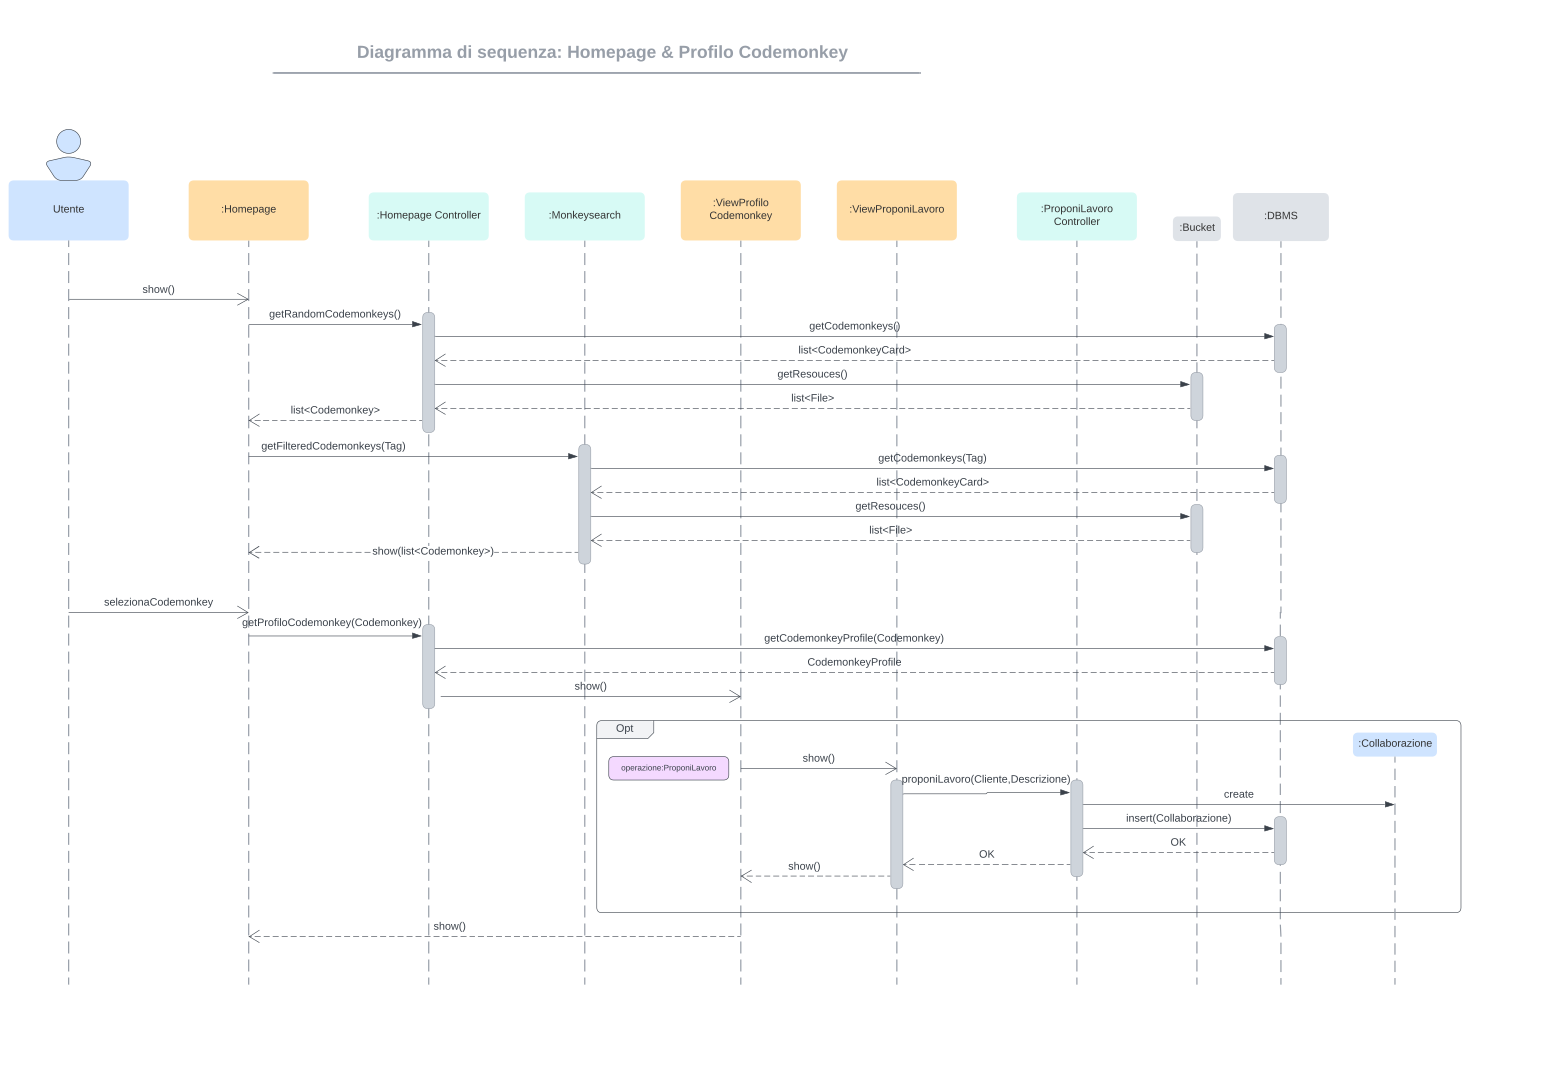 Diagramma di sequenza: Homepage & Profilo Codemonkey
Utente
:Homepage
:Homepage Controller
:Monkeysearch
:ViewProfilo
Codemonkey
:ViewProponiLavoro
:ProponiLavoro
Controller
:Bucket
:DBMS
show()
getRandomCodemonkeys()
getCodemonkeys()
list<CodemonkeyCard>
getResouces()
list<File>
list<Codemonkey>
getFilteredCodemonkeys(Tag)
getCodemonkeys(Tag)
list<CodemonkeyCard>
getResouces()
list<File>
show(list<Codemonkey>)
selezionaCodemonkey
getProfiloCodemonkey(Codemonkey)
getCodemonkeyProfile(Codemonkey)
CodemonkeyProfile
show()
Opt
:Collaborazione
operazione:ProponiLavoro
show()
proponiLavoro(Cliente,Descrizione)
create
insert(Collaborazione)
OK
OK
show()
show()